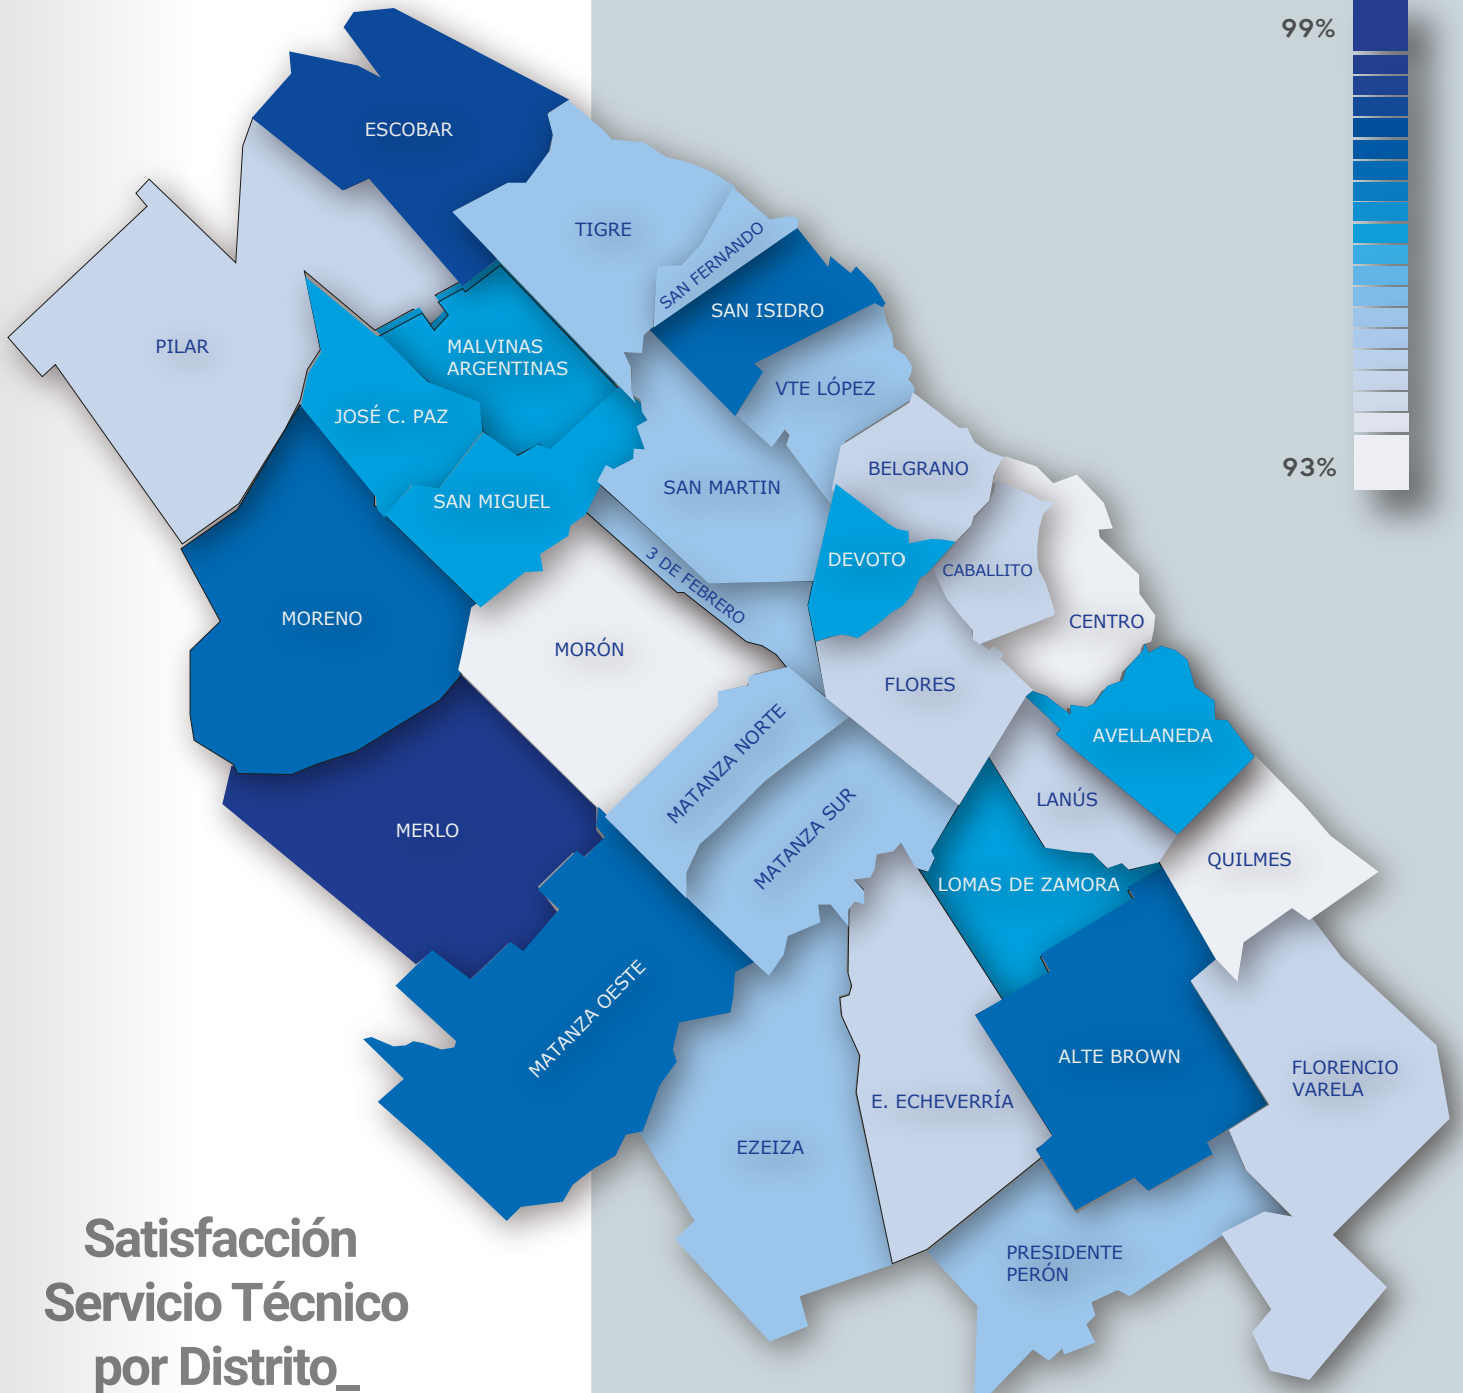 99%
ESCOBAR
TIGRE
SAN FERNANDO
SAN ISIDRO
PILAR
MALVINAS
ARGENTINAS
VTE LÓPEZ
JOSÉ C. PAZ
BELGRANO
93%
SAN MARTIN
SAN MIGUEL
DEVOTO
CABALLITO
3 DE FEBRERO
MORENO
CENTRO
MORÓN
FLORES
AVELLANEDA
MATANZA NORTE
LANÚS
MERLO
MATANZA SUR
QUILMES
LOMAS DE ZAMORA
MATANZA OESTE
ALTE BROWN
FLORENCIO
VARELA
E. ECHEVERRÍA
EZEIZA
PRESIDENTE
PERÓN
Satisfacción
Servicio Técnico
por Distrito_